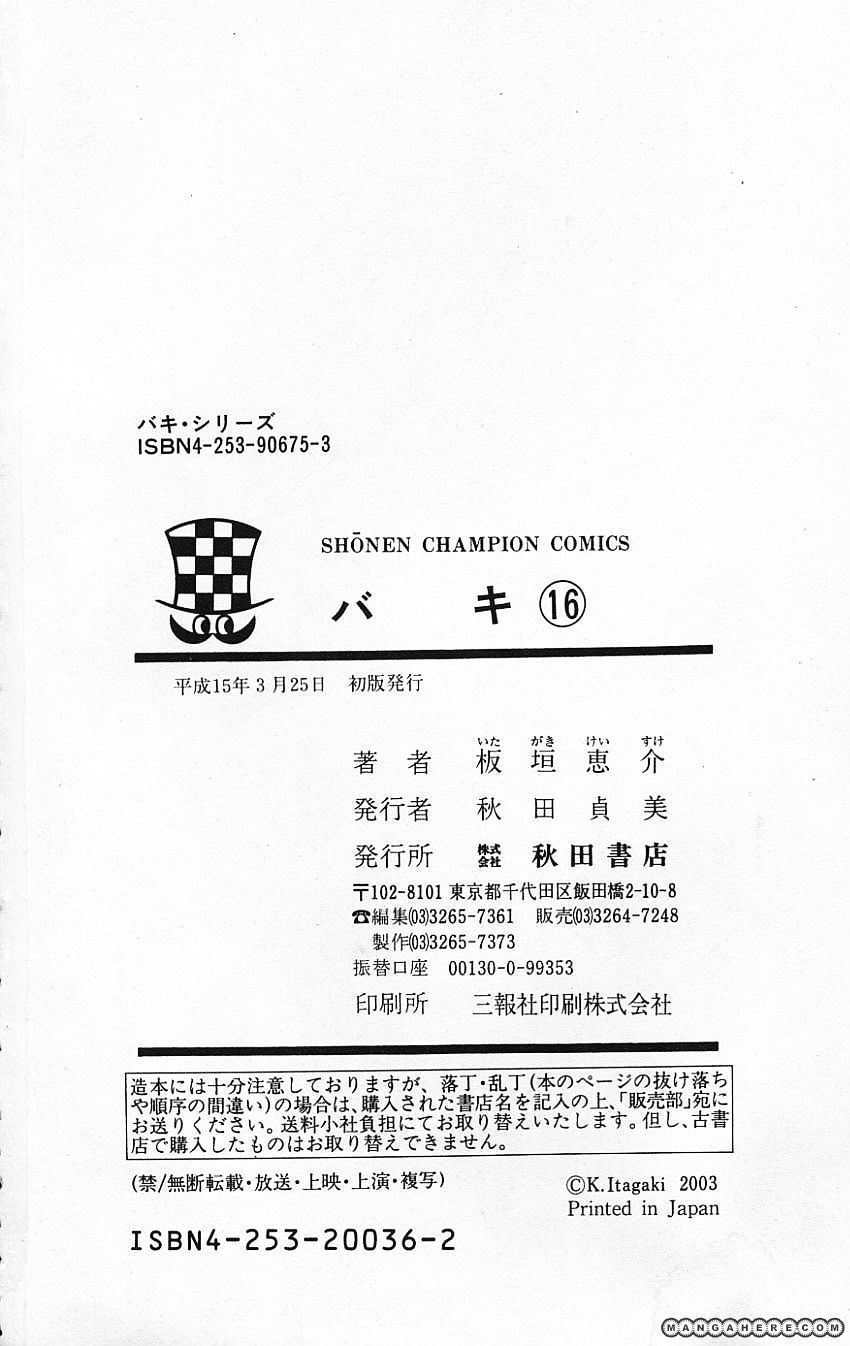 バキ・シリーズ
ISBN4-253-90675-3
SHŌNEN CHAMPION COMICS
バ キ ⑯
平成15年3月25日 初版発行
いた がき けい すけ
著者 板垣恵介
発行者 秋田貞美
発行所 株式会社 秋田書店
〒102-8101 東京都千代田区飯田橋2-10-8
☎編集(03)3265-7361 販売(03)3264-7248
製作(03)3265-7373
振替口座 00130-0-99353
印刷所 三報社印刷株式会社
造本には十分注意しておりますが、落丁・乱丁(本のページの抜け落ち
や順序の間違い)の場合は、購入された書店名を記入の上、「販売部」宛に
お送りください。送料小社負担にてお取り替えいたします。但し、古書
店で購入したものはお取り替えできません。
(禁/無断転載・放送・上映・上演・複写)
©K.Itagaki 2003
Printed in Japan
ISBN4-253-20036-2
MANGAHERE.COM